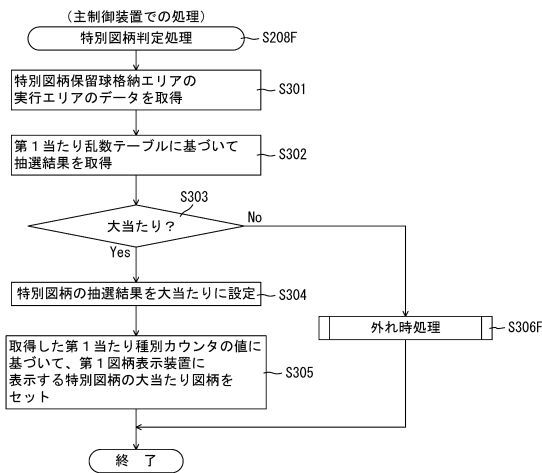 （主制御装置での処理）
特別図柄判定処理
S208F
特別図柄保留球格納エリアの
実行エリアのデータを取得
S301
第１当たり乱数テーブルに基づいて
抽選結果を取得
S302
S303
大当たり？
No
Yes
特別図柄の抽選結果を大当たりに設定
S304
外れ時処理
S306F
取得した第１当たり種別カウンタの値に
基づいて、第１図柄表示装置に
表示する特別図柄の大当たり図柄を
セット
S305
終　了